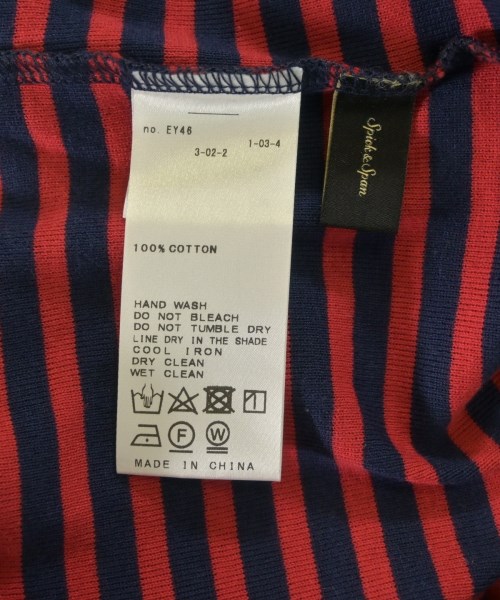 no. EY46
1-03-4
3-02-2
100% COTTON
HAND WASH
DO NOT BLEACH
DO NOT TUMBLE DRY
LINE DRY IN THE SHADE
COOL IRON
DRY CLEAN
WET CLEAN
F W
MADE IN CHINA
Spick & Span